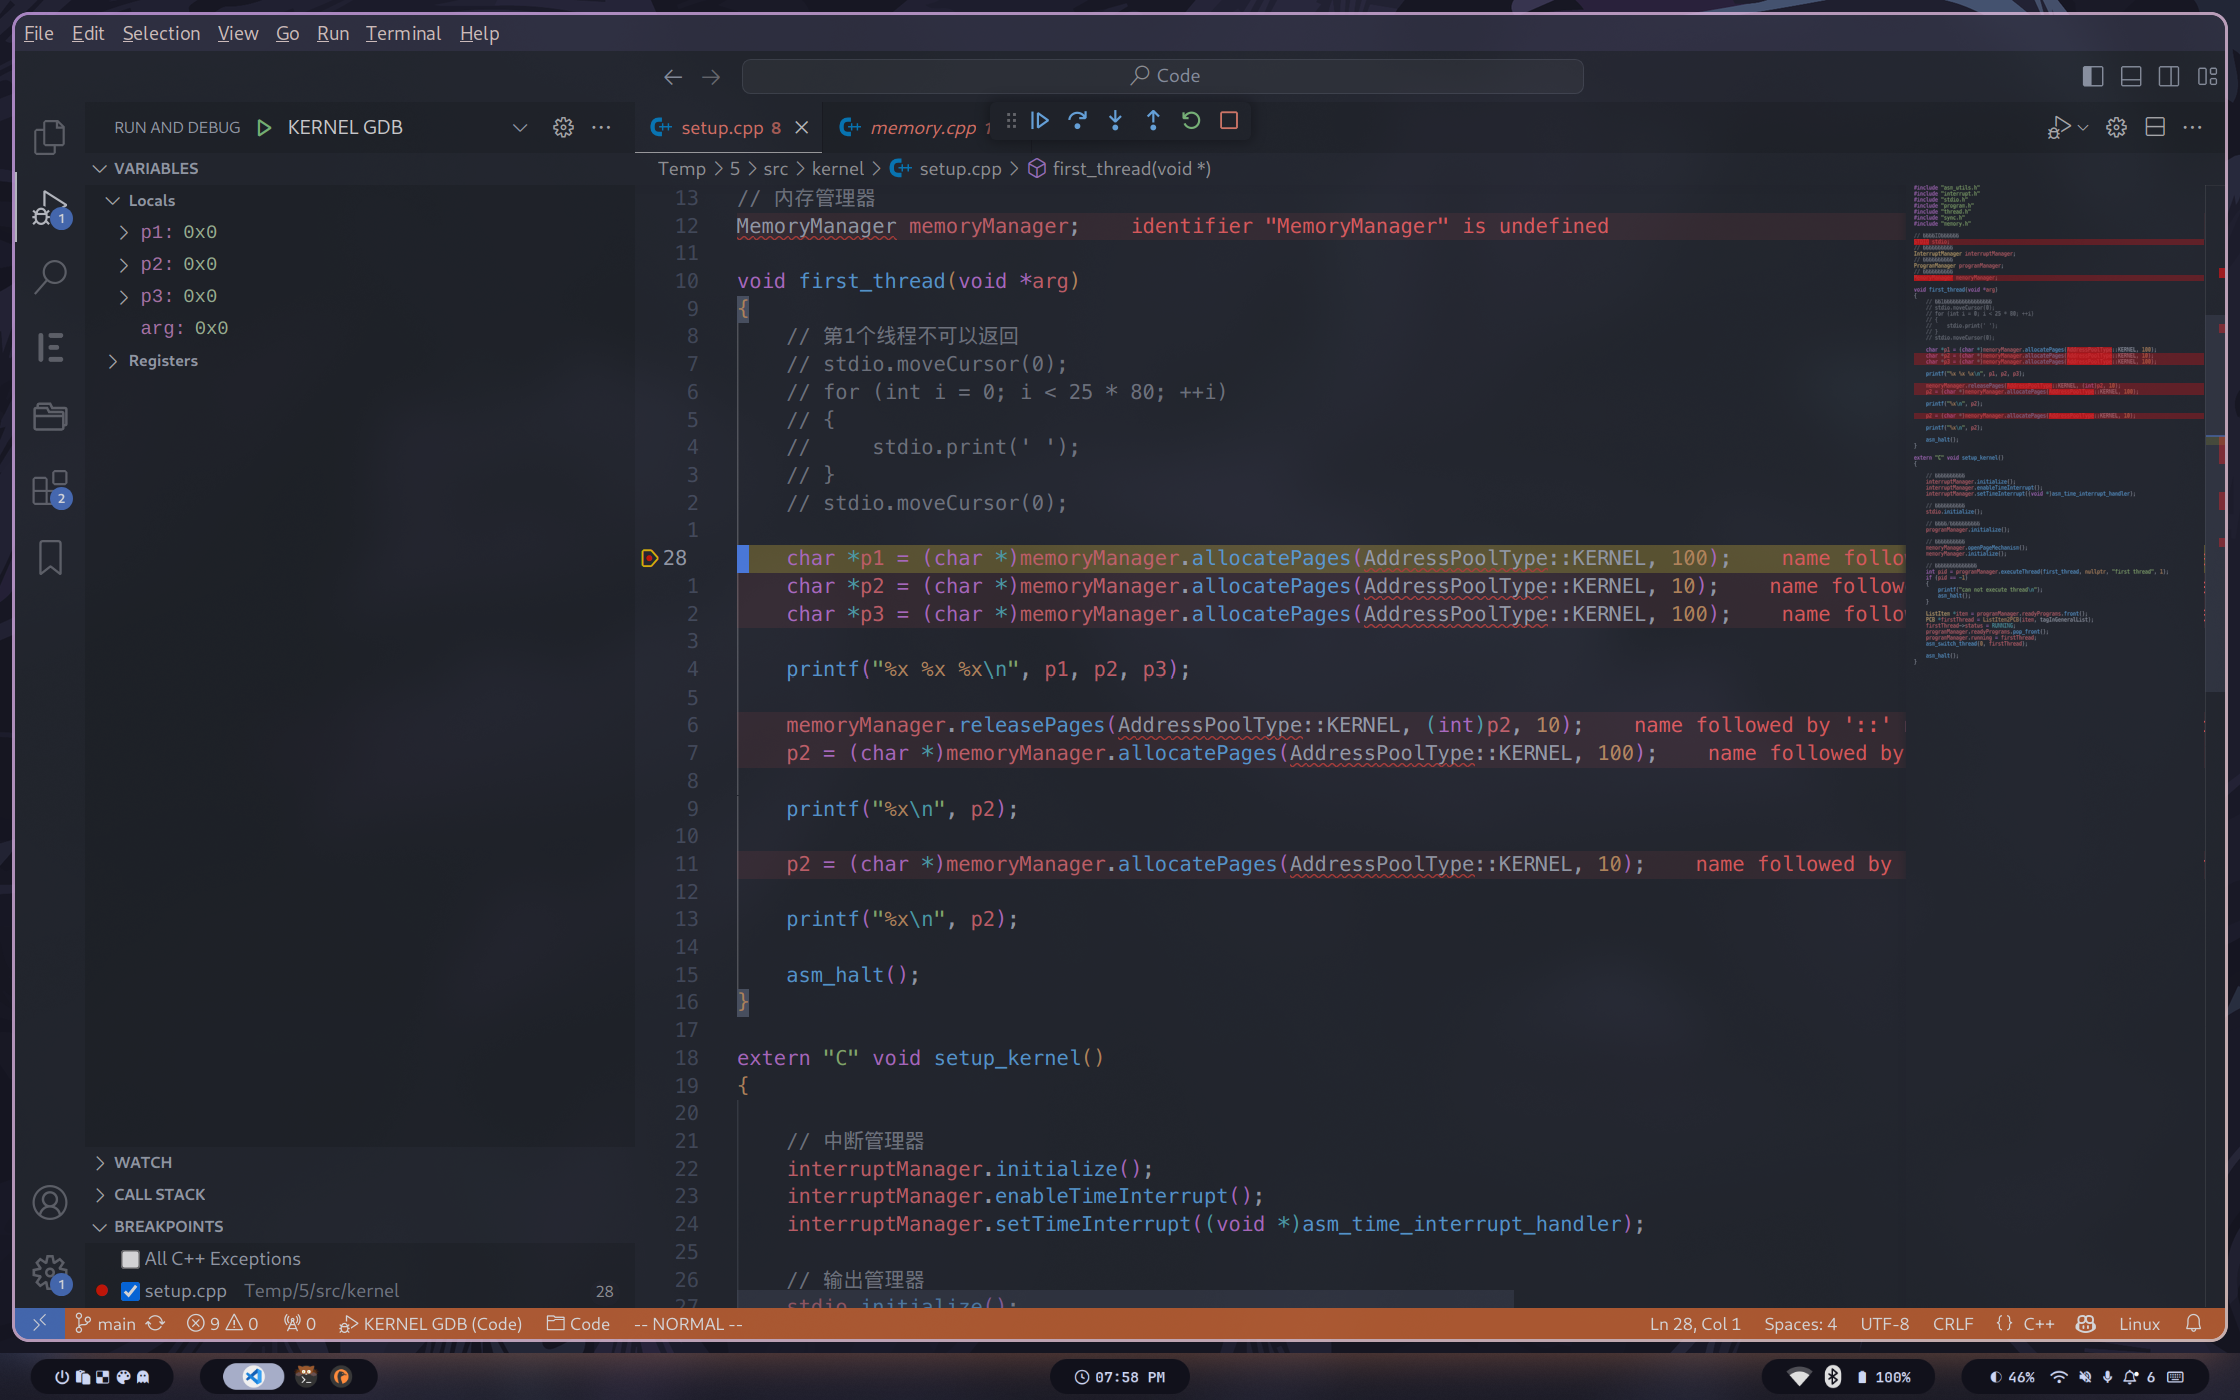 File Edit Selection View Go Run Terminal Help
Code
RUN AND DEBUG KERNEL GDB
setup.cpp 8
memory.cpp
VARIABLES
Locals
p1: 0x0
p2: 0x0
p3: 0x0
arg: 0x0
Registers
WATCH
CALL STACK
BREAKPOINTS
All C++ Exceptions
setup.cpp Temp/5/src/kernel 28
Temp > 5 > src > kernel > setup.cpp > first_thread(void *)
13 // 内存管理器
12 MemoryManager memoryManager; identifier "MemoryManager" is undefined
11
10 void first_thread(void *arg)
9 {
8 // 第1个线程不可以返回
7 // stdio.moveCursor(0);
6 // for (int i = 0; i < 25 * 80; ++i)
5 // {
4 // stdio.print(' ');
3 // }
2 // stdio.moveCursor(0);
1
28 char *p1 = (char *)memoryManager.allocatePages(AddressPoolType::KERNEL, 100); name follo
1 char *p2 = (char *)memoryManager.allocatePages(AddressPoolType::KERNEL, 10); name follow
2 char *p3 = (char *)memoryManager.allocatePages(AddressPoolType::KERNEL, 100); name follo
3
4 printf("%x %x %x\n", p1, p2, p3);
5
6 memoryManager.releasePages(AddressPoolType::KERNEL, (int)p2, 10); name followed by '::'
7 p2 = (char *)memoryManager.allocatePages(AddressPoolType::KERNEL, 100); name followed by
8
9 printf("%x\n", p2);
10
11 p2 = (char *)memoryManager.allocatePages(AddressPoolType::KERNEL, 10); name followed by
12
13 printf("%x\n", p2);
14
15 asm_halt();
16 }
17
18 extern "C" void setup_kernel()
19 {
20
21 // 中断管理器
22 interruptManager.initialize();
23 interruptManager.enableTimeInterrupt();
24 interruptManager.setTimeInterrupt((void *)asm_time_interrupt_handler);
25
26 // 输出管理器
27 stdio.initialize();
main 9 0 0 KERNEL GDB (Code) Code -- NORMAL -- Ln 28, Col 1 Spaces: 4 UTF-8 CRLF {} C++ Linux
07:58 PM 100% 46% 6